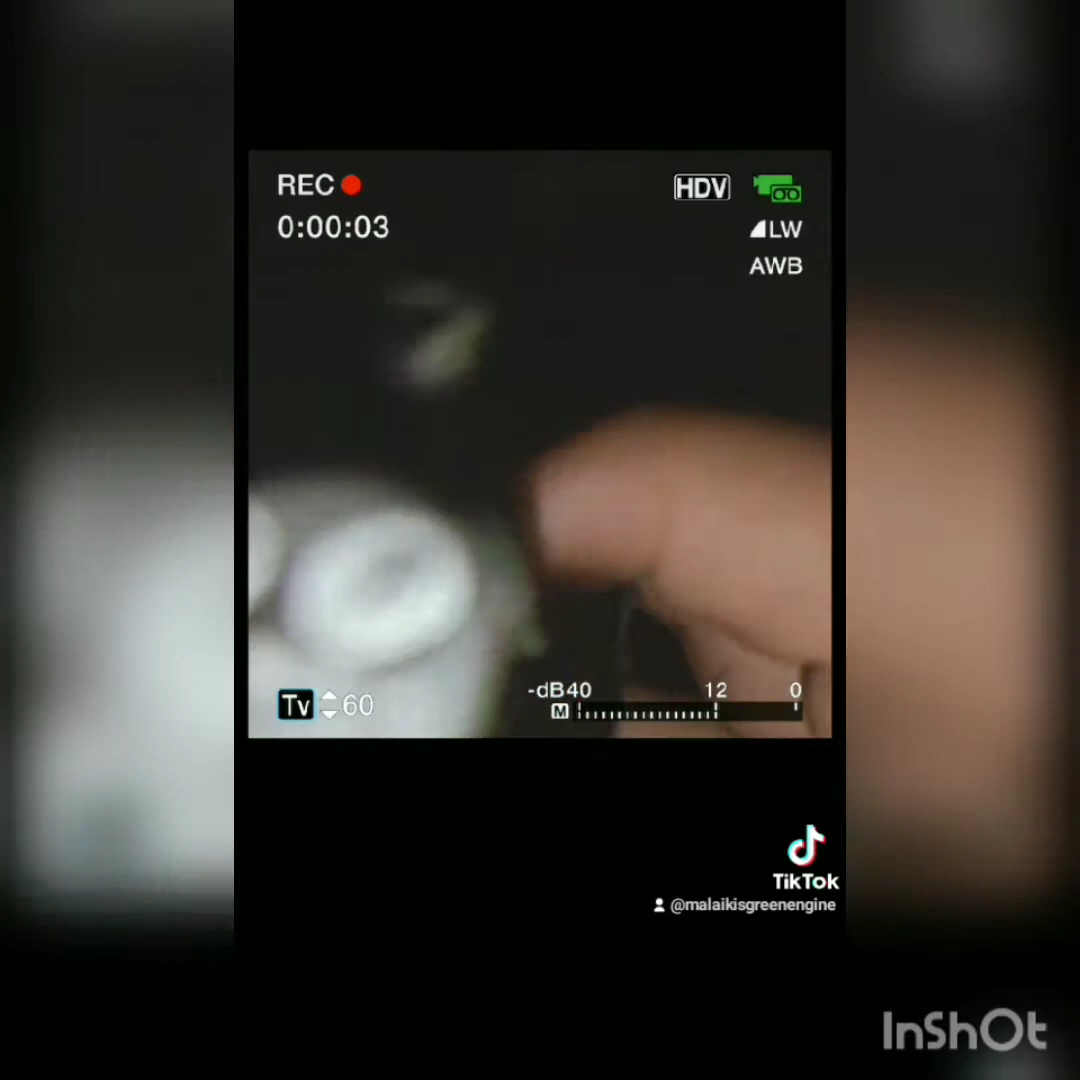 REC
HDV
0:00:03
LW
AWB
Tv 60
-dB40 12 0
M
TikTok
@malaikisgreenengine
InShOt